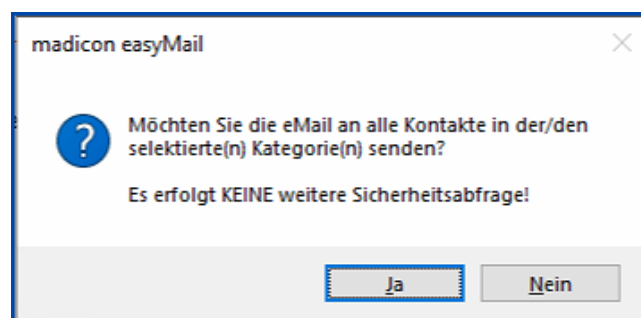 madicon easyMail
Möchten Sie die eMail an alle Kontakte in der/den
selektierte(n) Kategorie(n) senden?
Es erfolgt KEINE weitere Sicherheitsabfrage!
Ja
Nein